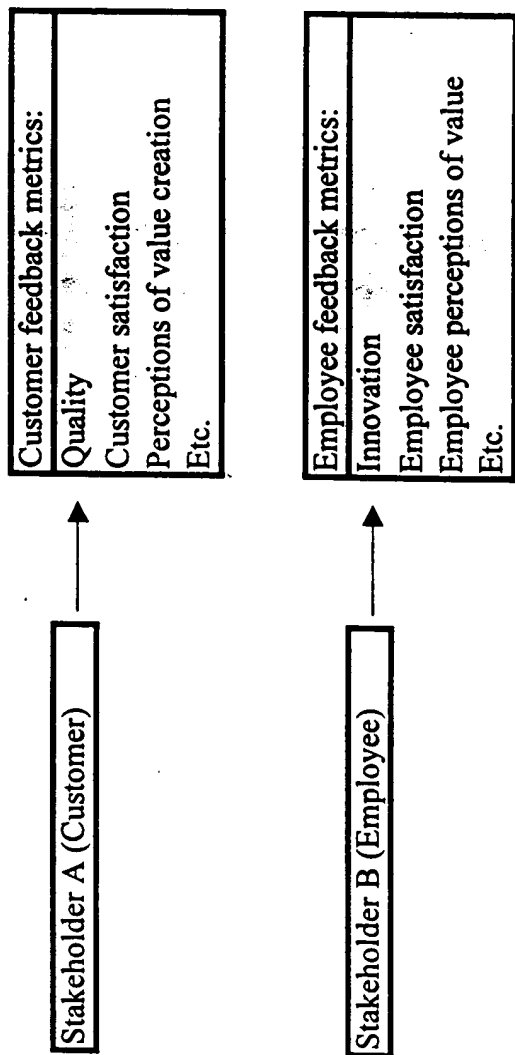 Stakeholder A (Customer)
Customer feedback metrics:
Quality
Customer satisfaction
Perceptions of value creation
Etc.
Stakeholder B (Employee)
Employee feedback metrics:
Innovation
Employee satisfaction
Employee perceptions of value
Etc.